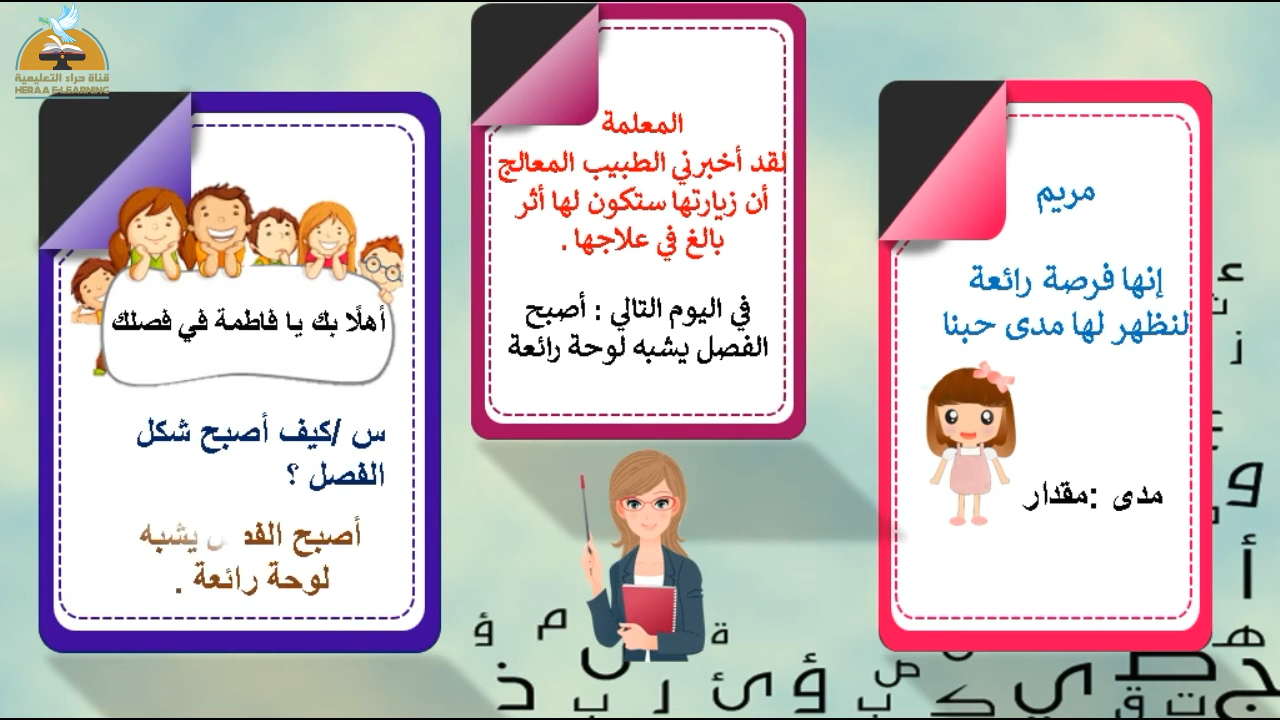 قناة حراء التعليمية
HERAA E-LEARNING
مريم
إنها فرصة رائعة
لنظهر لها مدى حبنا
مدى :مقدار
المعلمة
لقد أخبرني الطبيب المعالج
أن زيارتها ستكون لها أثر
بالغ في علاجها .
في اليوم التالي : أصبح
الفصل يشبه لوحة رائعة
أهلًا بك يا فاطمة في فصلك
س /كيف أصبح شكل
الفصل ؟
أصبح الفصل يشبه
لوحة رائعة .